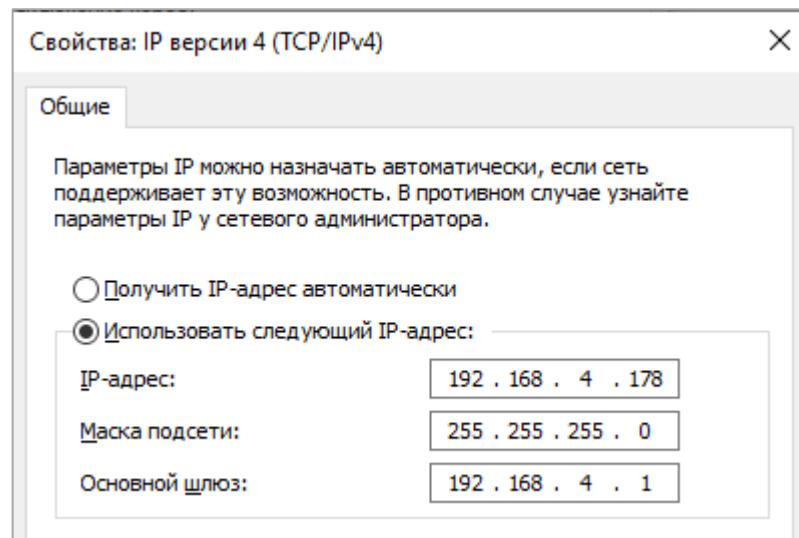 Свойства: IP версии 4 (TCP/IPv4)
Общие
Параметры IP можно назначать автоматически, если сеть
поддерживает эту возможность. В противном случае узнайте
параметры IP у сетевого администратора.
Получить IP-адрес автоматически
Использовать следующий IP-адрес:
IP-адрес: 192 . 168 . 4 . 178
Маска подсети: 255 . 255 . 255 . 0
Основной шлюз: 192 . 168 . 4 . 1